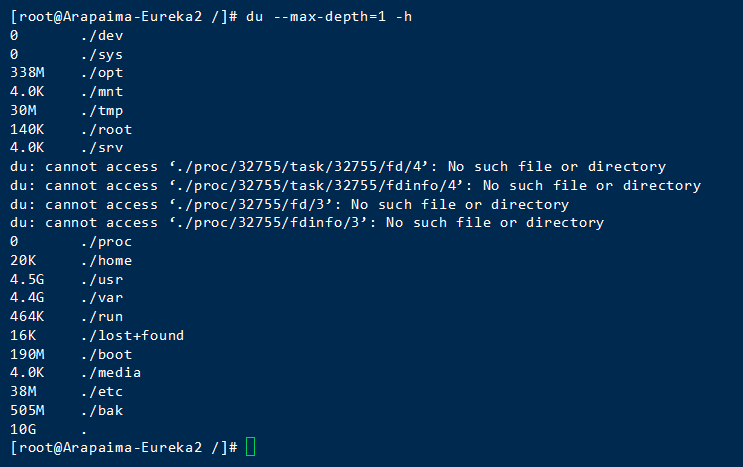 [root@Arapaima-Eureka2 /]# du --max-depth=1 -h
0       ./dev
0       ./sys
338M    ./opt
4.0K    ./mnt
30M     ./tmp
140K    ./root
4.0K    ./srv
du: cannot access ‘./proc/32755/task/32755/fd/4’: No such file or directory
du: cannot access ‘./proc/32755/task/32755/fdinfo/4’: No such file or directory
du: cannot access ‘./proc/32755/fd/3’: No such file or directory
du: cannot access ‘./proc/32755/fdinfo/3’: No such file or directory
0       ./proc
20K     ./home
4.5G    ./usr
4.4G    ./var
464K    ./run
16K     ./lost+found
190M    ./boot
4.0K    ./media
38M     ./etc
505M    ./bak
10G     .
[root@Arapaima-Eureka2 /]#